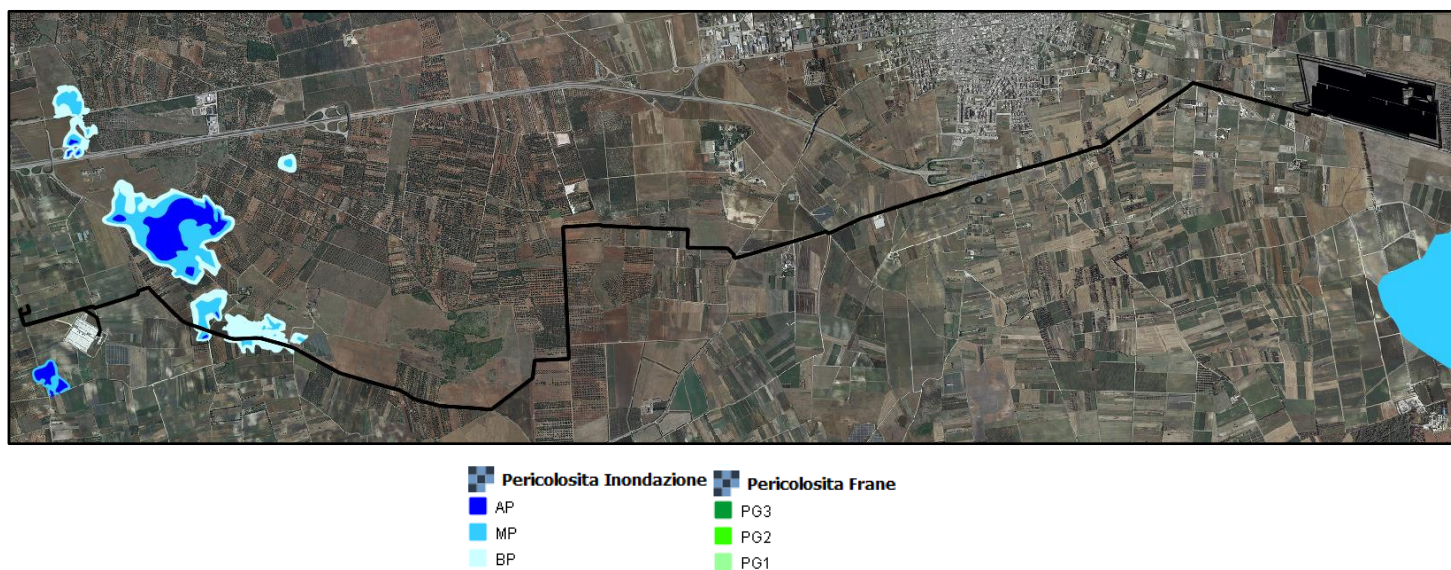 Pericolosita Inondazione
AP
MP
BP
Pericolosita Frane
PG3
PG2
PG1